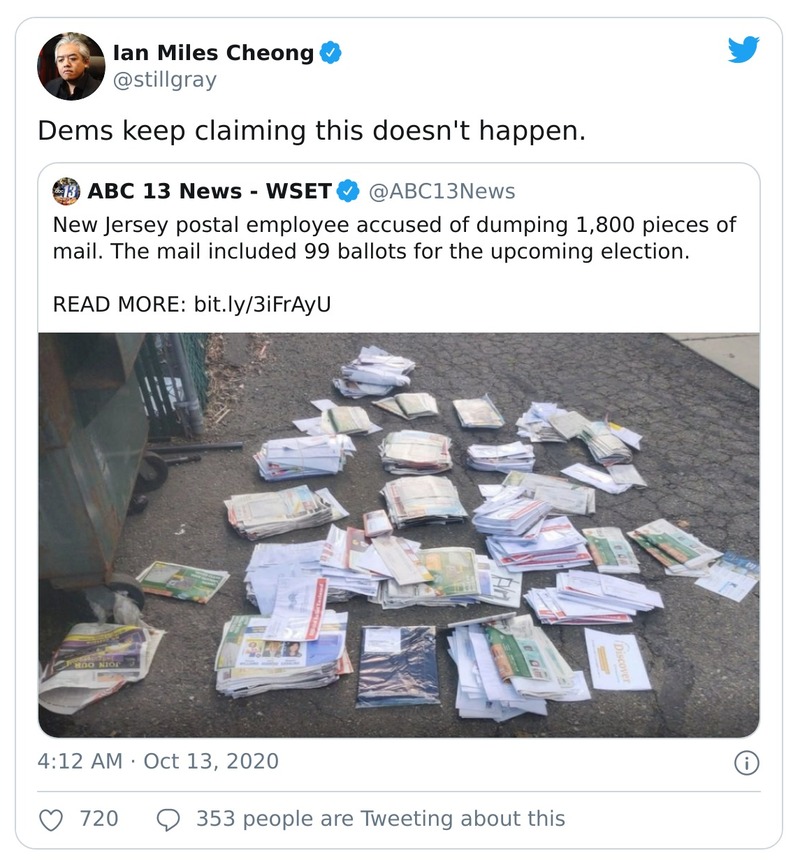 Ian Miles Cheong
@stillgray
Dems keep claiming this doesn't happen.
13
ABC 13 News - WSET @ABC13News
New Jersey postal employee accused of dumping 1,800 pieces of
mail. The mail included 99 ballots for the upcoming election.
READ MORE: bit.ly/3iFrAyU
JOIN OUR
Discover
4:12 AM · Oct 13, 2020
720 353 people are Tweeting about this